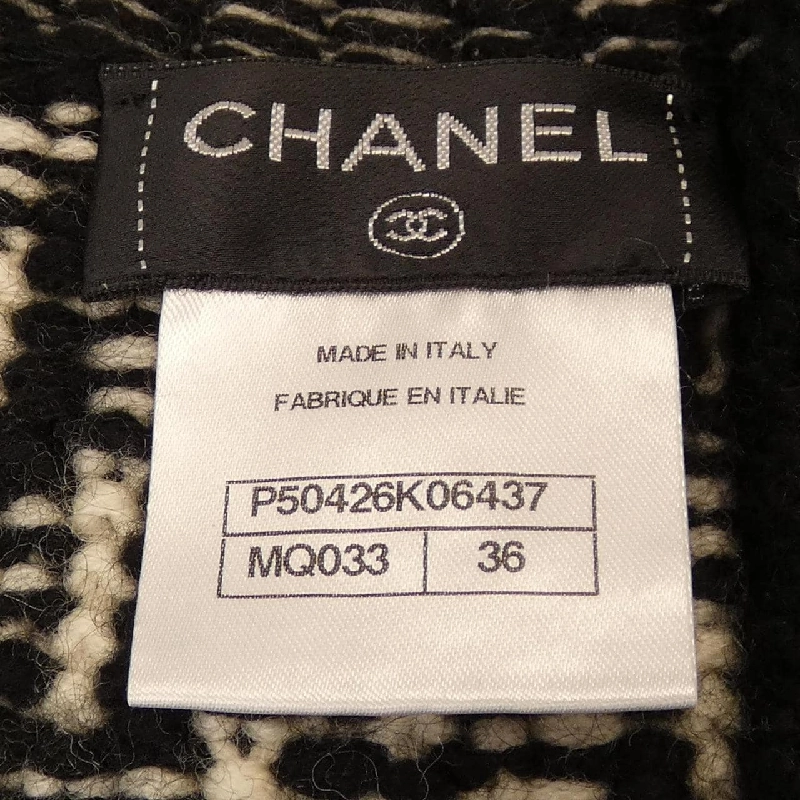 CHANEL
MADE IN ITALY
FABRIQUE EN ITALIE
P50426K06437
MQ033 36